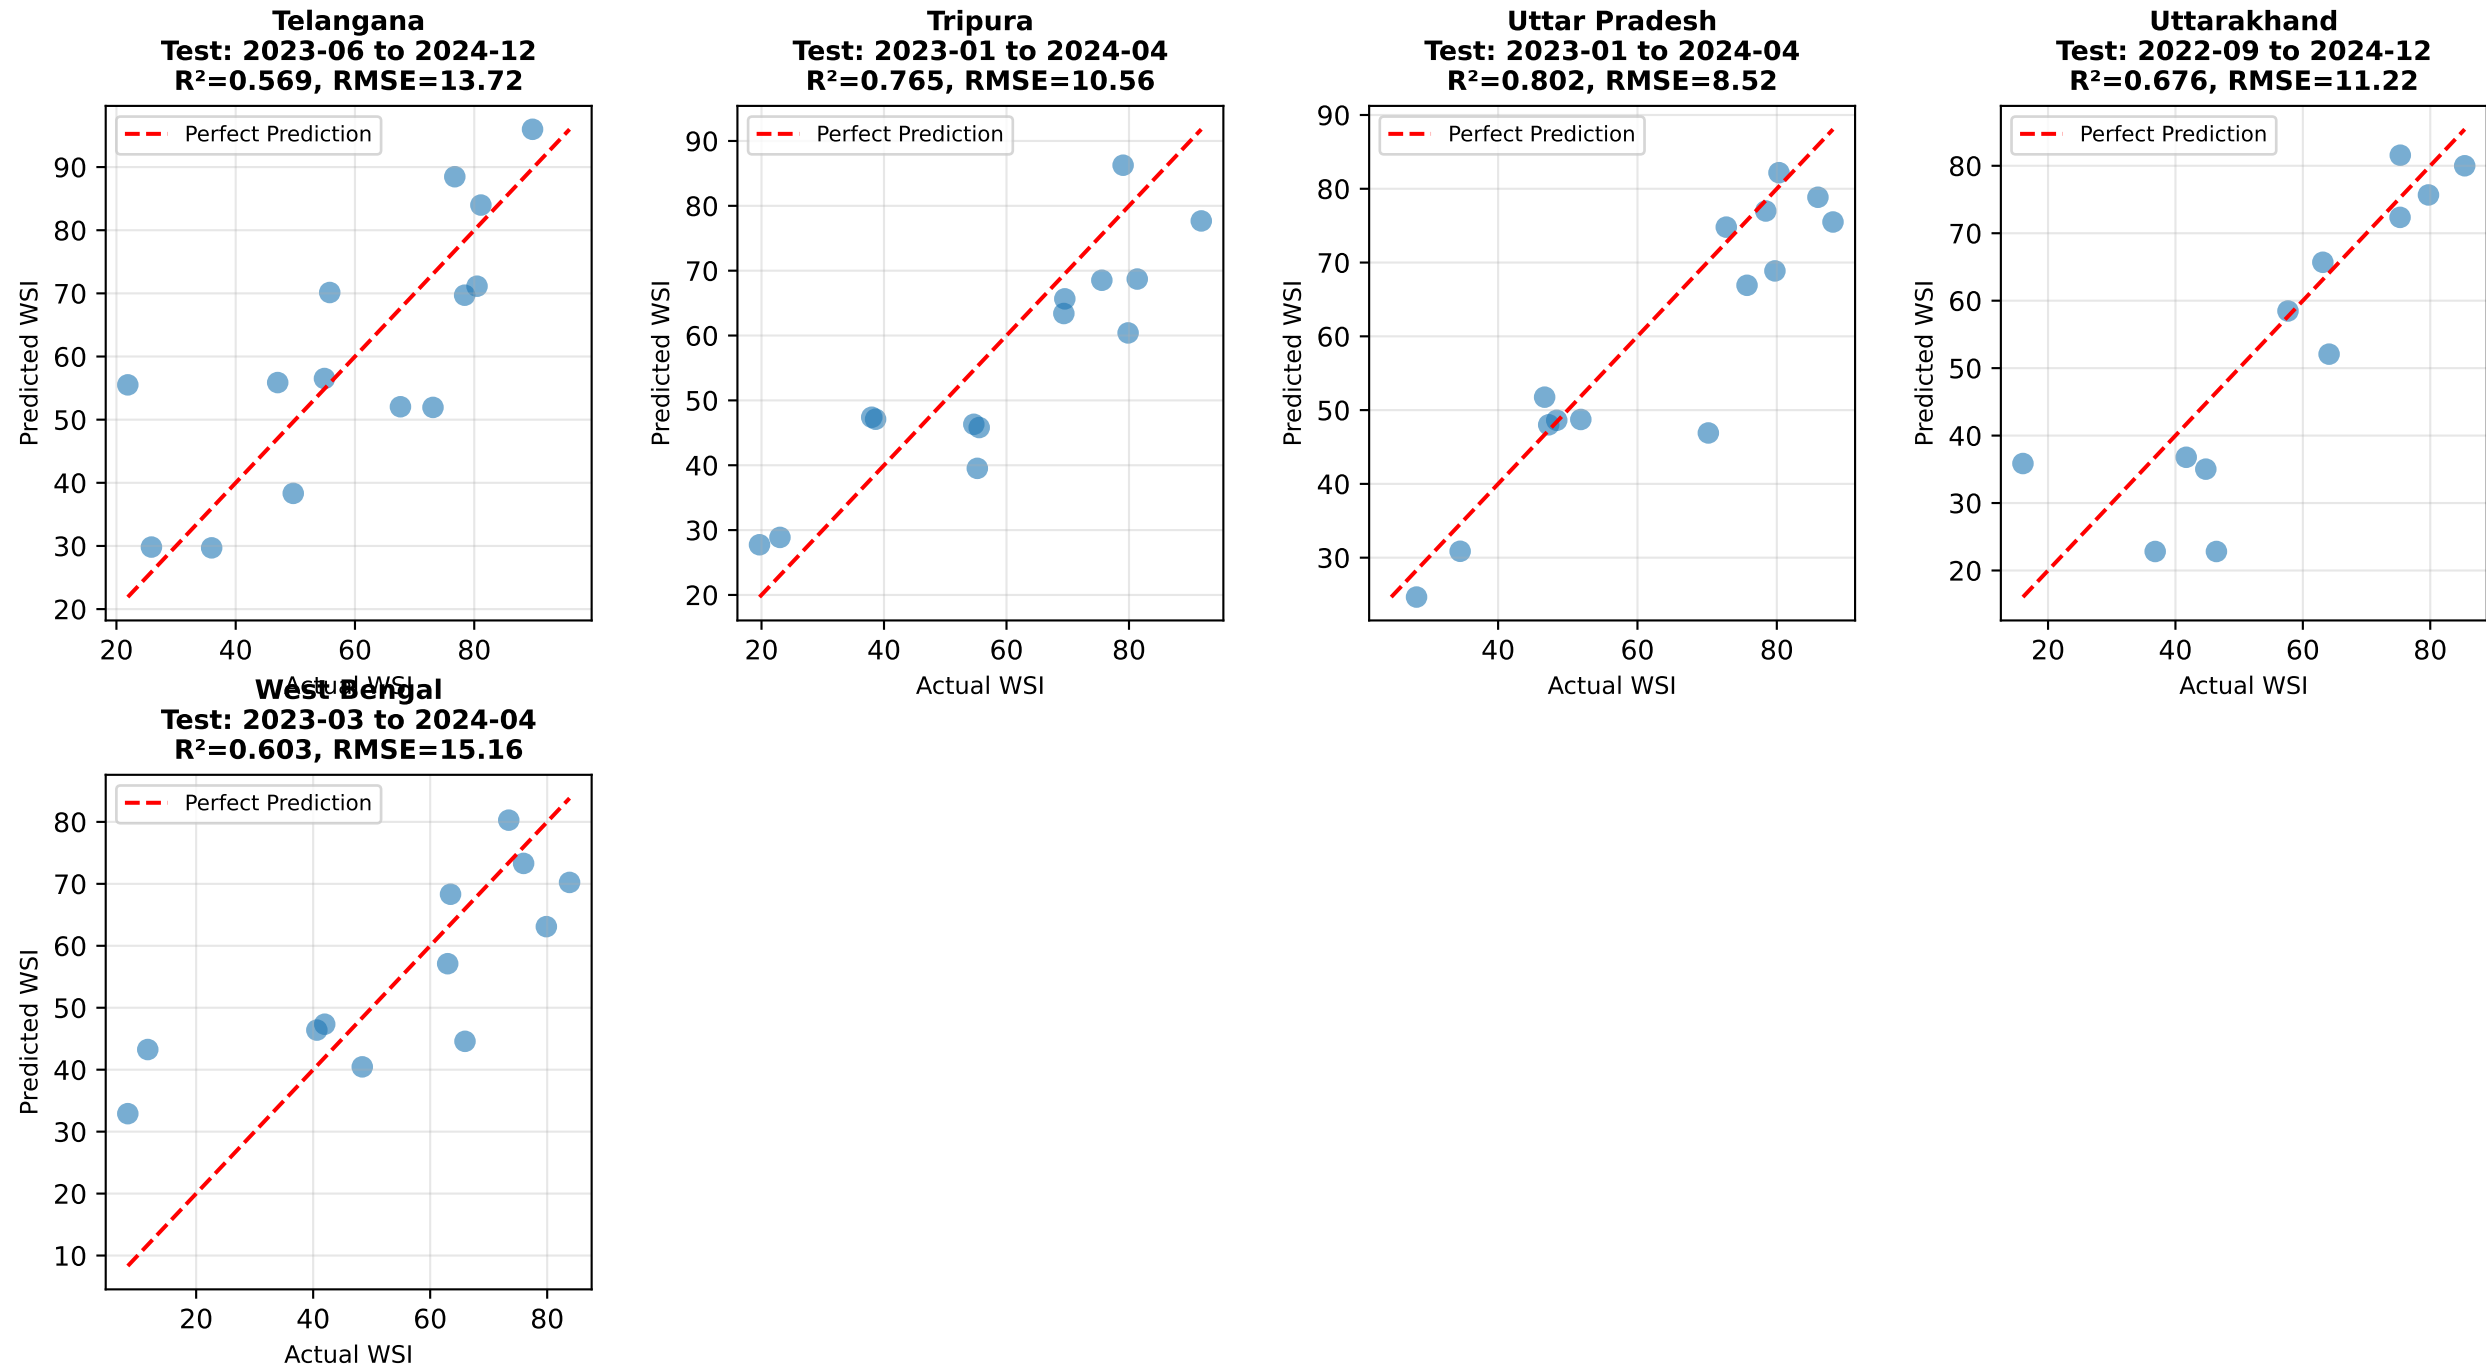 Telangana
Test: 2023-06 to 2024-12
R²=0.569, RMSE=13.72
Perfect Prediction
Predicted WSI
90
80
70
60
50
40
30
20
20 40 60 80
Actual WSI
Tripura
Test: 2023-01 to 2024-04
R²=0.765, RMSE=10.56
Perfect Prediction
Predicted WSI
90
80
70
60
50
40
30
20
20 40 60 80
Actual WSI
Uttar Pradesh
Test: 2023-01 to 2024-04
R²=0.802, RMSE=8.52
Perfect Prediction
Predicted WSI
90
80
70
60
50
40
30
40 60 80
Actual WSI
Uttarakhand
Test: 2022-09 to 2024-12
R²=0.676, RMSE=11.22
Perfect Prediction
Predicted WSI
80
70
60
50
40
30
20
20 40 60 80
Actual WSI
West Bengal
Test: 2023-03 to 2024-04
R²=0.603, RMSE=15.16
Perfect Prediction
Predicted WSI
80
70
60
50
40
30
20
10
20 40 60 80
Actual WSI